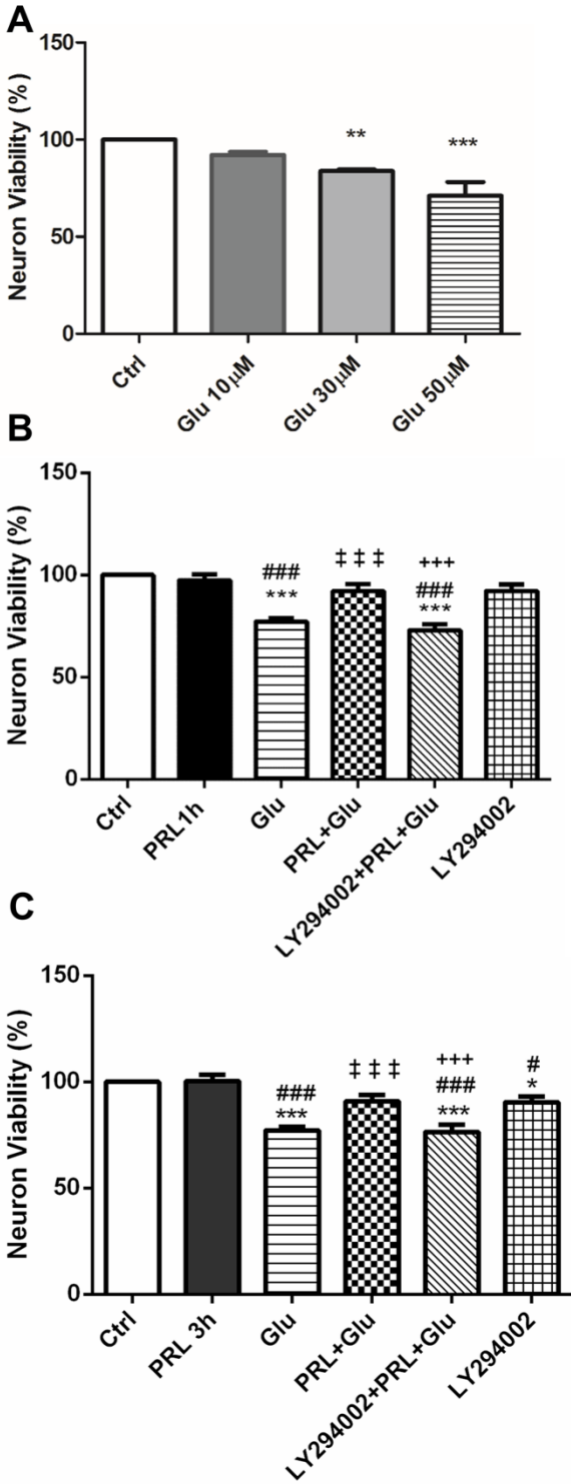 A
Neuron Viability (%)
150
100
50
0
**
***
Ctrl
Glu 10µM
Glu 30µM
Glu 50µM
B
Neuron Viability (%)
150
100
50
0
###
***
‡ ‡ ‡
+++
###
***
Ctrl
PRL1h
Glu
PRL+Glu
LY294002+PRL+Glu
LY294002
C
Neuron Viability (%)
150
100
50
0
###
***
‡ ‡ ‡
+++
###
***
#
*
Ctrl
PRL 3h
Glu
PRL+Glu
LY294002+PRL+Glu
LY294002